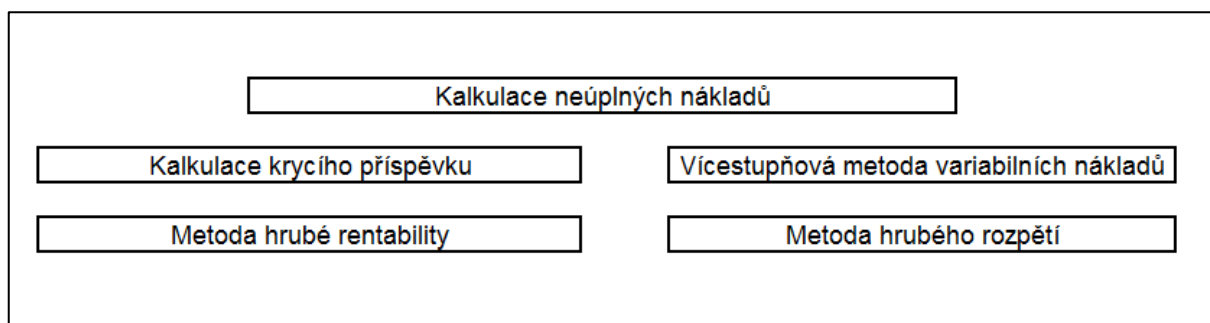 Kalkulace neúplných nákladů
Kalkulace krycího příspěvku
Vícestupňová metoda variabilních nákladů
Metoda hrubé rentability
Metoda hrubého rozpětí